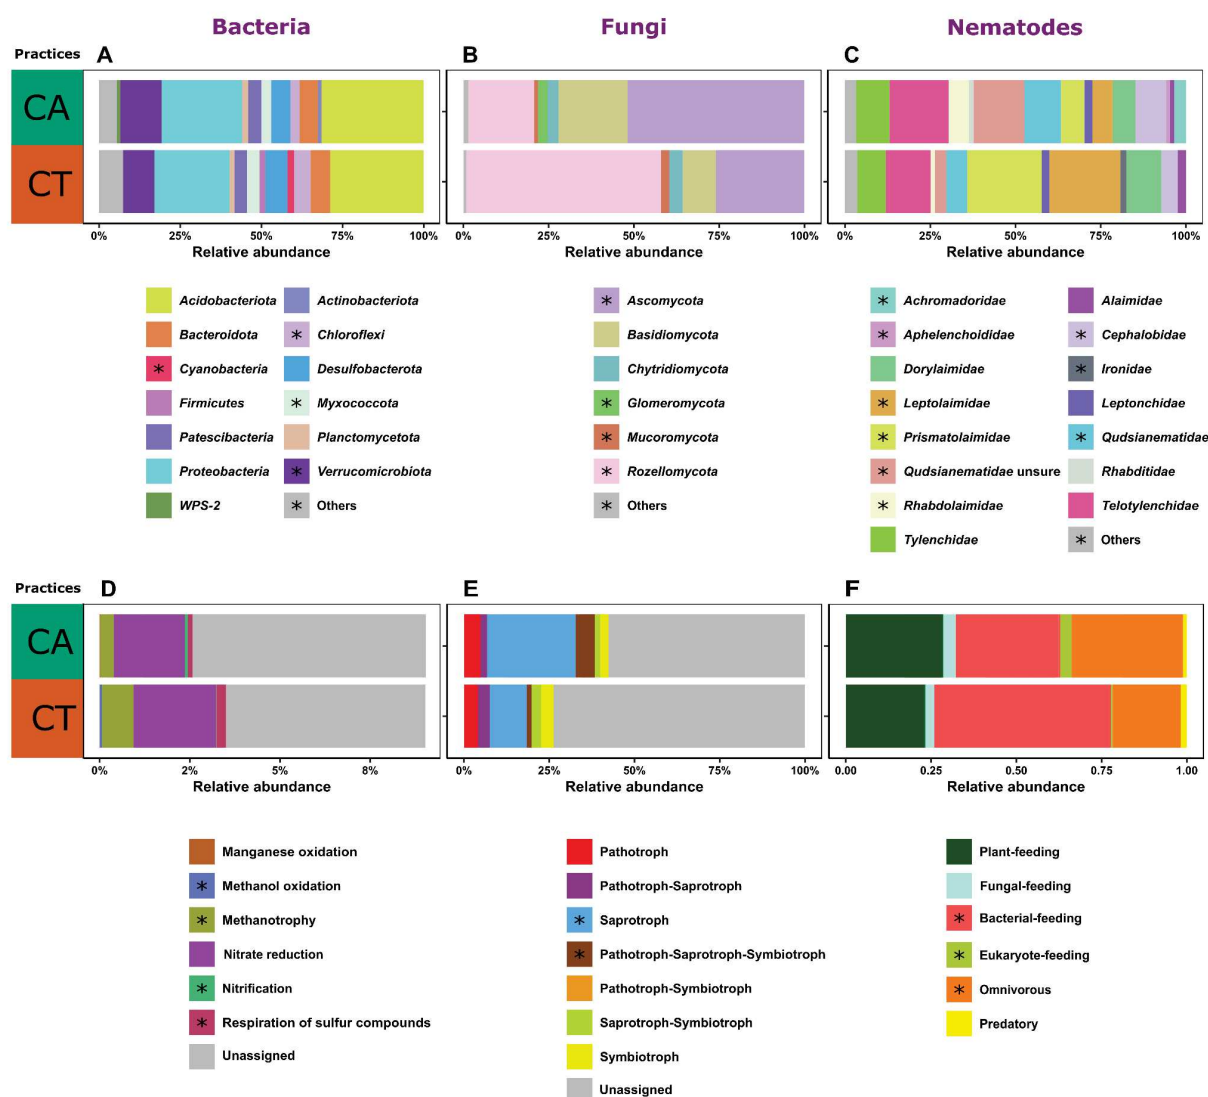 Bacteria Fungi Nematodes
Practices A B C
CA
CT
0% 25% 50% 75% 100% 0% 25% 50% 75% 100% 0% 25% 50% 75% 100%
Relative abundance Relative abundance Relative abundance
Acidobacteriota Actinobacteriota * Ascomycota * Achromadoridae Alaimidae
Bacteroidota * Chloroflexi Basidiomycota * Aphelenchoididae * Cephalobidae
* Cyanobacteria Desulfobacterota Chytridiomycota Dorylaimidae * Ironidae
Firmicutes * Myxococcota * Glomeromycota * Leptolaimidae Leptonchidae
Patescibacteria Planctomycetota * Mucoromycota * Prismatolaimidae * Qudsianematidae
Proteobacteria * Verrucomicrobiota * Rozellomycota * Qudsianematidae unsure Rhabditidae
WPS-2 * Others * Others * Rhabdolaimidae Telotylenchidae
Tylenchidae * Others
Practices D E F
CA
CT
0% 2% 5% 8% 0% 25% 50% 75% 100% 0.00 0.25 0.50 0.75 1.00
Relative abundance Relative abundance Relative abundance
Manganese oxidation Pathotroph Plant-feeding
* Methanol oxidation Pathotroph-Saprotroph Fungal-feeding
* Methanotrophy * Saprotroph * Bacterial-feeding
Nitrate reduction * Pathotroph-Saprotroph-Symbiotroph * Eukaryote-feeding
* Nitrification Pathotroph-Symbiotroph * Omnivorous
* Respiration of sulfur compounds Saprotroph-Symbiotroph Predatory
Unassigned Symbiotroph
Unassigned